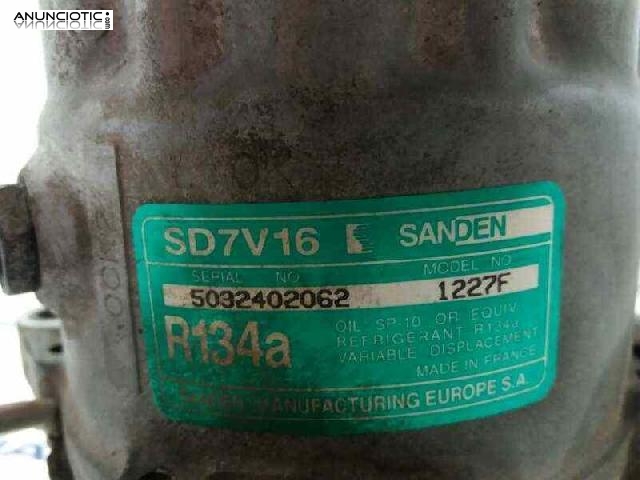 ANUNCIOTIC.com
SD7V16 SANDEN
SERIAL NO MODEL NO
5032402062 1227F
R134a
OIL SP-10 OR EQUIV.
REFRIGERANT R134a
VARIABLE DISPLACEMENT
MADE IN FRANCE
MANUFACTURING EUROPE S.A.